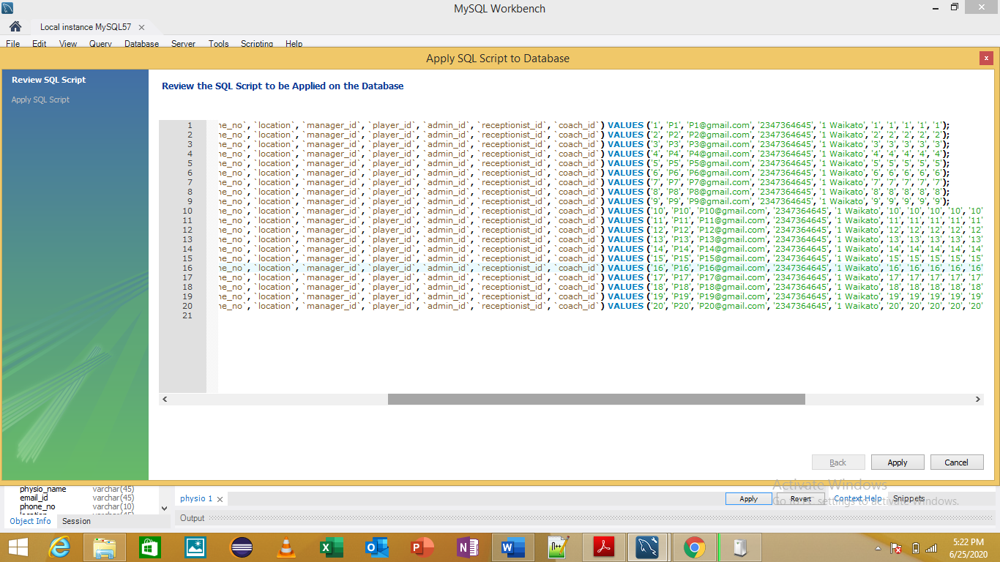 MySQL Workbench
Local instance MySQL57
File Edit View Query Database Server Tools Scripting Help
Apply SQL Script to Database
Review SQL Script
Apply SQL Script
Review the SQL Script to be Applied on the Database
1 ne_no`, `location`, `manager_id`, `player_id`, `admin_id`, `receptionist_id`, `coach_id`) VALUES ('1', 'P1', 'P1@gmail.com', '2347364645', '1 Waikato', '1', '1', '1', '1', '1');
2 ne_no`, `location`, `manager_id`, `player_id`, `admin_id`, `receptionist_id`, `coach_id`) VALUES ('2', 'P2', 'P2@gmail.com', '2347364645', '1 Waikato', '2', '2', '2', '2', '2');
3 ne_no`, `location`, `manager_id`, `player_id`, `admin_id`, `receptionist_id`, `coach_id`) VALUES ('3', 'P3', 'P3@gmail.com', '2347364645', '1 Waikato', '3', '3', '3', '3', '3');
4 ne_no`, `location`, `manager_id`, `player_id`, `admin_id`, `receptionist_id`, `coach_id`) VALUES ('4', 'P4', 'P4@gmail.com', '2347364645', '1 Waikato', '4', '4', '4', '4', '4');
5 ne_no`, `location`, `manager_id`, `player_id`, `admin_id`, `receptionist_id`, `coach_id`) VALUES ('5', 'P5', 'P5@gmail.com', '2347364645', '1 Waikato', '5', '5', '5', '5', '5');
6 ne_no`, `location`, `manager_id`, `player_id`, `admin_id`, `receptionist_id`, `coach_id`) VALUES ('6', 'P6', 'P6@gmail.com', '2347364645', '1 Waikato', '6', '6', '6', '6', '6');
7 ne_no`, `location`, `manager_id`, `player_id`, `admin_id`, `receptionist_id`, `coach_id`) VALUES ('7', 'P7', 'P7@gmail.com', '2347364645', '1 Waikato', '7', '7', '7', '7', '7');
8 ne_no`, `location`, `manager_id`, `player_id`, `admin_id`, `receptionist_id`, `coach_id`) VALUES ('8', 'P8', 'P8@gmail.com', '2347364645', '1 Waikato', '8', '8', '8', '8', '8');
9 ne_no`, `location`, `manager_id`, `player_id`, `admin_id`, `receptionist_id`, `coach_id`) VALUES ('9', 'P9', 'P9@gmail.com', '2347364645', '1 Waikato', '9', '9', '9', '9', '9');
10 ne_no`, `location`, `manager_id`, `player_id`, `admin_id`, `receptionist_id`, `coach_id`) VALUES ('10', 'P10', 'P10@gmail.com', '2347364645', '1 Waikato', '10', '10', '10', '10', '10'
11 ne_no`, `location`, `manager_id`, `player_id`, `admin_id`, `receptionist_id`, `coach_id`) VALUES ('11', 'P11', 'P11@gmail.com', '2347364645', '1 Waikato', '11', '11', '11', '11', '11'
12 ne_no`, `location`, `manager_id`, `player_id`, `admin_id`, `receptionist_id`, `coach_id`) VALUES ('12', 'P12', 'P12@gmail.com', '2347364645', '1 Waikato', '12', '12', '12', '12', '12'
13 ne_no`, `location`, `manager_id`, `player_id`, `admin_id`, `receptionist_id`, `coach_id`) VALUES ('13', 'P13', 'P13@gmail.com', '2347364645', '1 Waikato', '13', '13', '13', '13', '13'
14 ne_no`, `location`, `manager_id`, `player_id`, `admin_id`, `receptionist_id`, `coach_id`) VALUES ('14', 'P14', 'P14@gmail.com', '2347364645', '1 Waikato', '14', '14', '14', '14', '14'
15 ne_no`, `location`, `manager_id`, `player_id`, `admin_id`, `receptionist_id`, `coach_id`) VALUES ('15', 'P15', 'P15@gmail.com', '2347364645', '1 Waikato', '15', '15', '15', '15', '15'
16 ne_no`, `location`, `manager_id`, `player_id`, `admin_id`, `receptionist_id`, `coach_id`) VALUES ('16', 'P16', 'P16@gmail.com', '2347364645', '1 Waikato', '16', '16', '16', '16', '16'
17 ne_no`, `location`, `manager_id`, `player_id`, `admin_id`, `receptionist_id`, `coach_id`) VALUES ('17', 'P17', 'P17@gmail.com', '2347364645', '1 Waikato', '17', '17', '17', '17', '17'
18 ne_no`, `location`, `manager_id`, `player_id`, `admin_id`, `receptionist_id`, `coach_id`) VALUES ('18', 'P18', 'P18@gmail.com', '2347364645', '1 Waikato', '18', '18', '18', '18', '18'
19 ne_no`, `location`, `manager_id`, `player_id`, `admin_id`, `receptionist_id`, `coach_id`) VALUES ('19', 'P19', 'P19@gmail.com', '2347364645', '1 Waikato', '19', '19', '19', '19', '19'
20 ne_no`, `location`, `manager_id`, `player_id`, `admin_id`, `receptionist_id`, `coach_id`) VALUES ('20', 'P20', 'P20@gmail.com', '2347364645', '1 Waikato', '20', '20', '20', '20', '20'
21
Back Apply Cancel
Activate Windows
Go to PC settings to activate Windows.
physio_name varchar(45)
email_id varchar(45)
phone_no varchar(10)
location varchar(45)
Object Info Session
physio 1
Apply Revert Context Help Snippets
Output
5:22 PM
6/25/2020